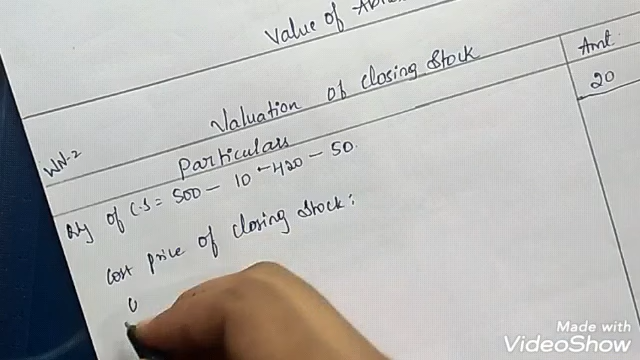 Value of
WN-2
Valuation of Closing Stock
Particulars
Amt.
Qty of C.S = 500 - 10 - 420 - 50.
20
Cost price of Closing Stock:
Made with
VideoShow